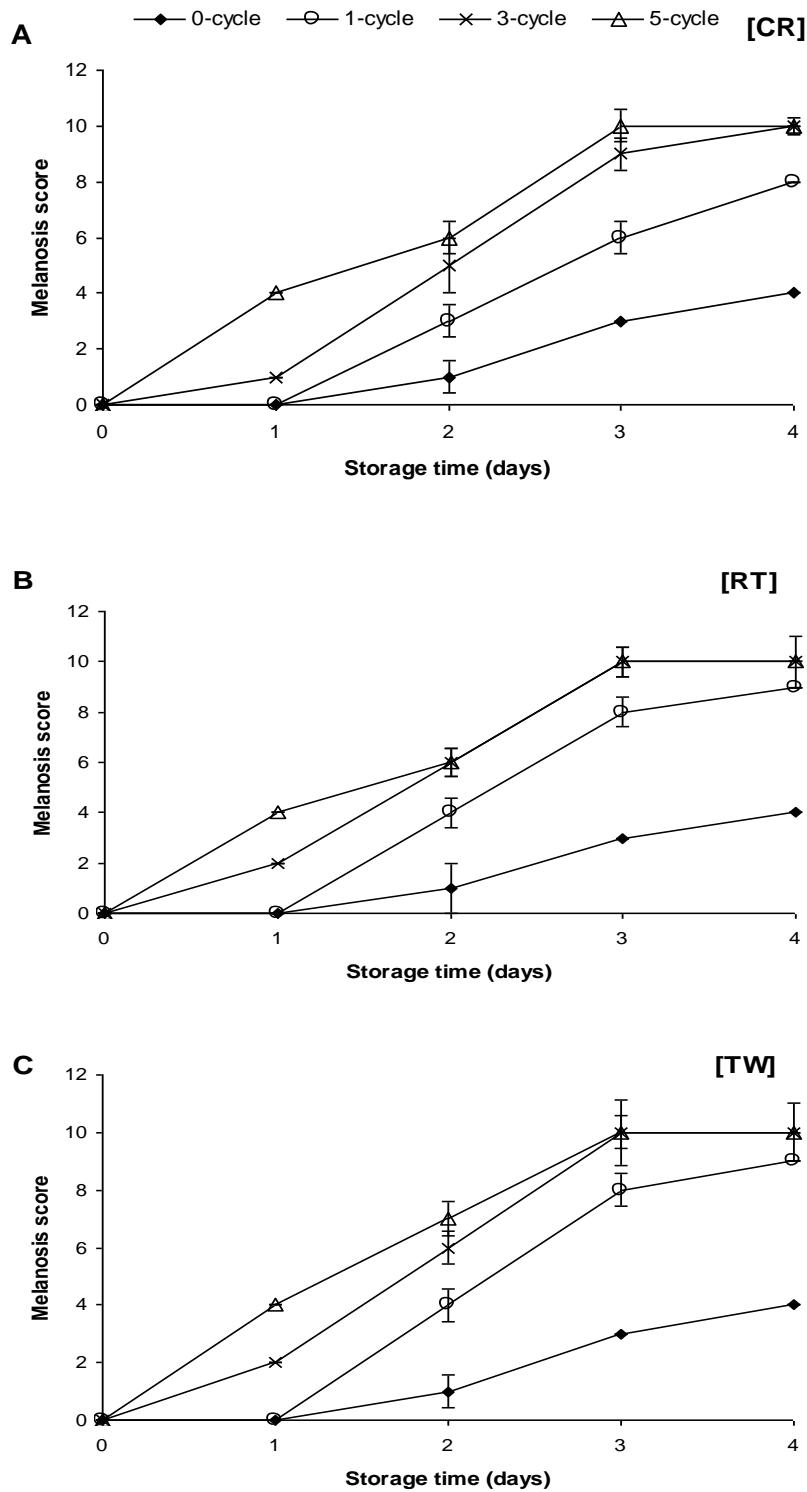 0-cycle 1-cycle 3-cycle 5-cycle
A [CR]
12
10
8
6
4
2
0
Melanosis score
0 1 2 3 4
Storage time (days)
B [RT]
12
10
8
6
4
2
0
Melanosis score
0 1 2 3 4
Storage time (days)
C [TW]
12
10
8
6
4
2
0
Melanosis score
0 1 2 3 4
Storage time (days)